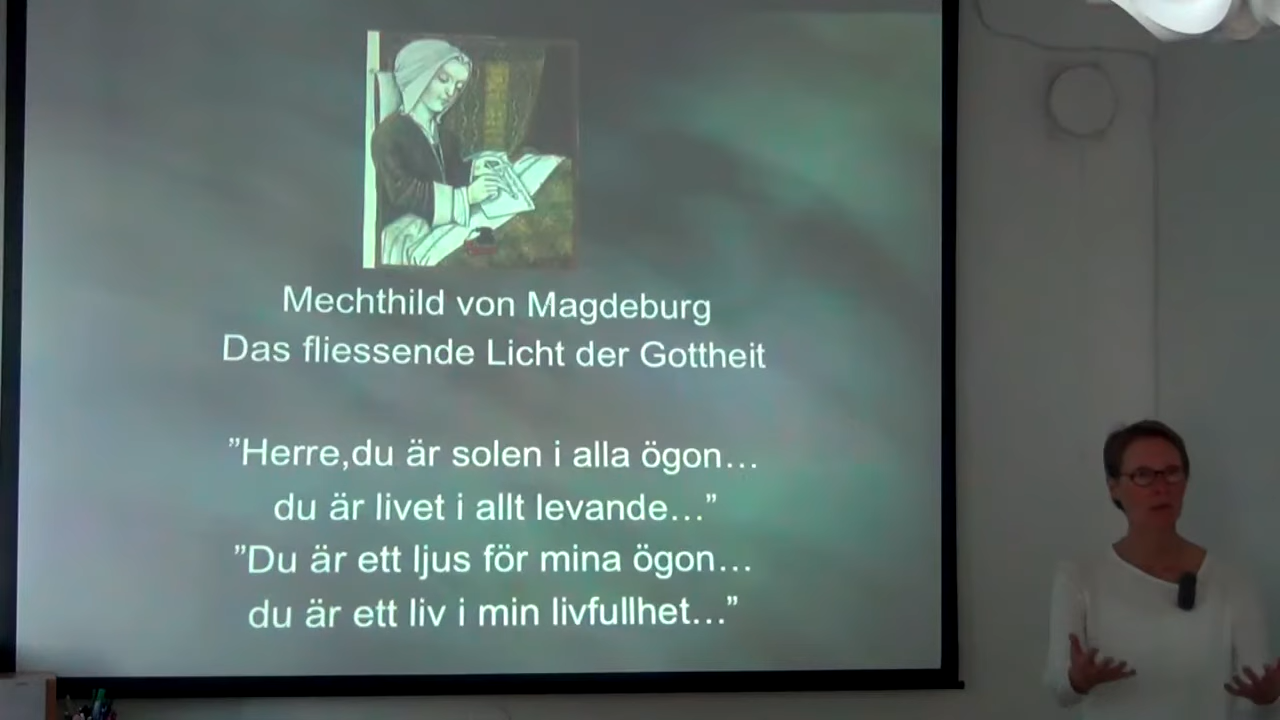 Mechthild von Magdeburg
Das fliessende Licht der Gottheit
”Herre,du är solen i alla ögon…
du är livet i allt levande…”
”Du är ett ljus för mina ögon…
du är ett liv i min livfullhet…”